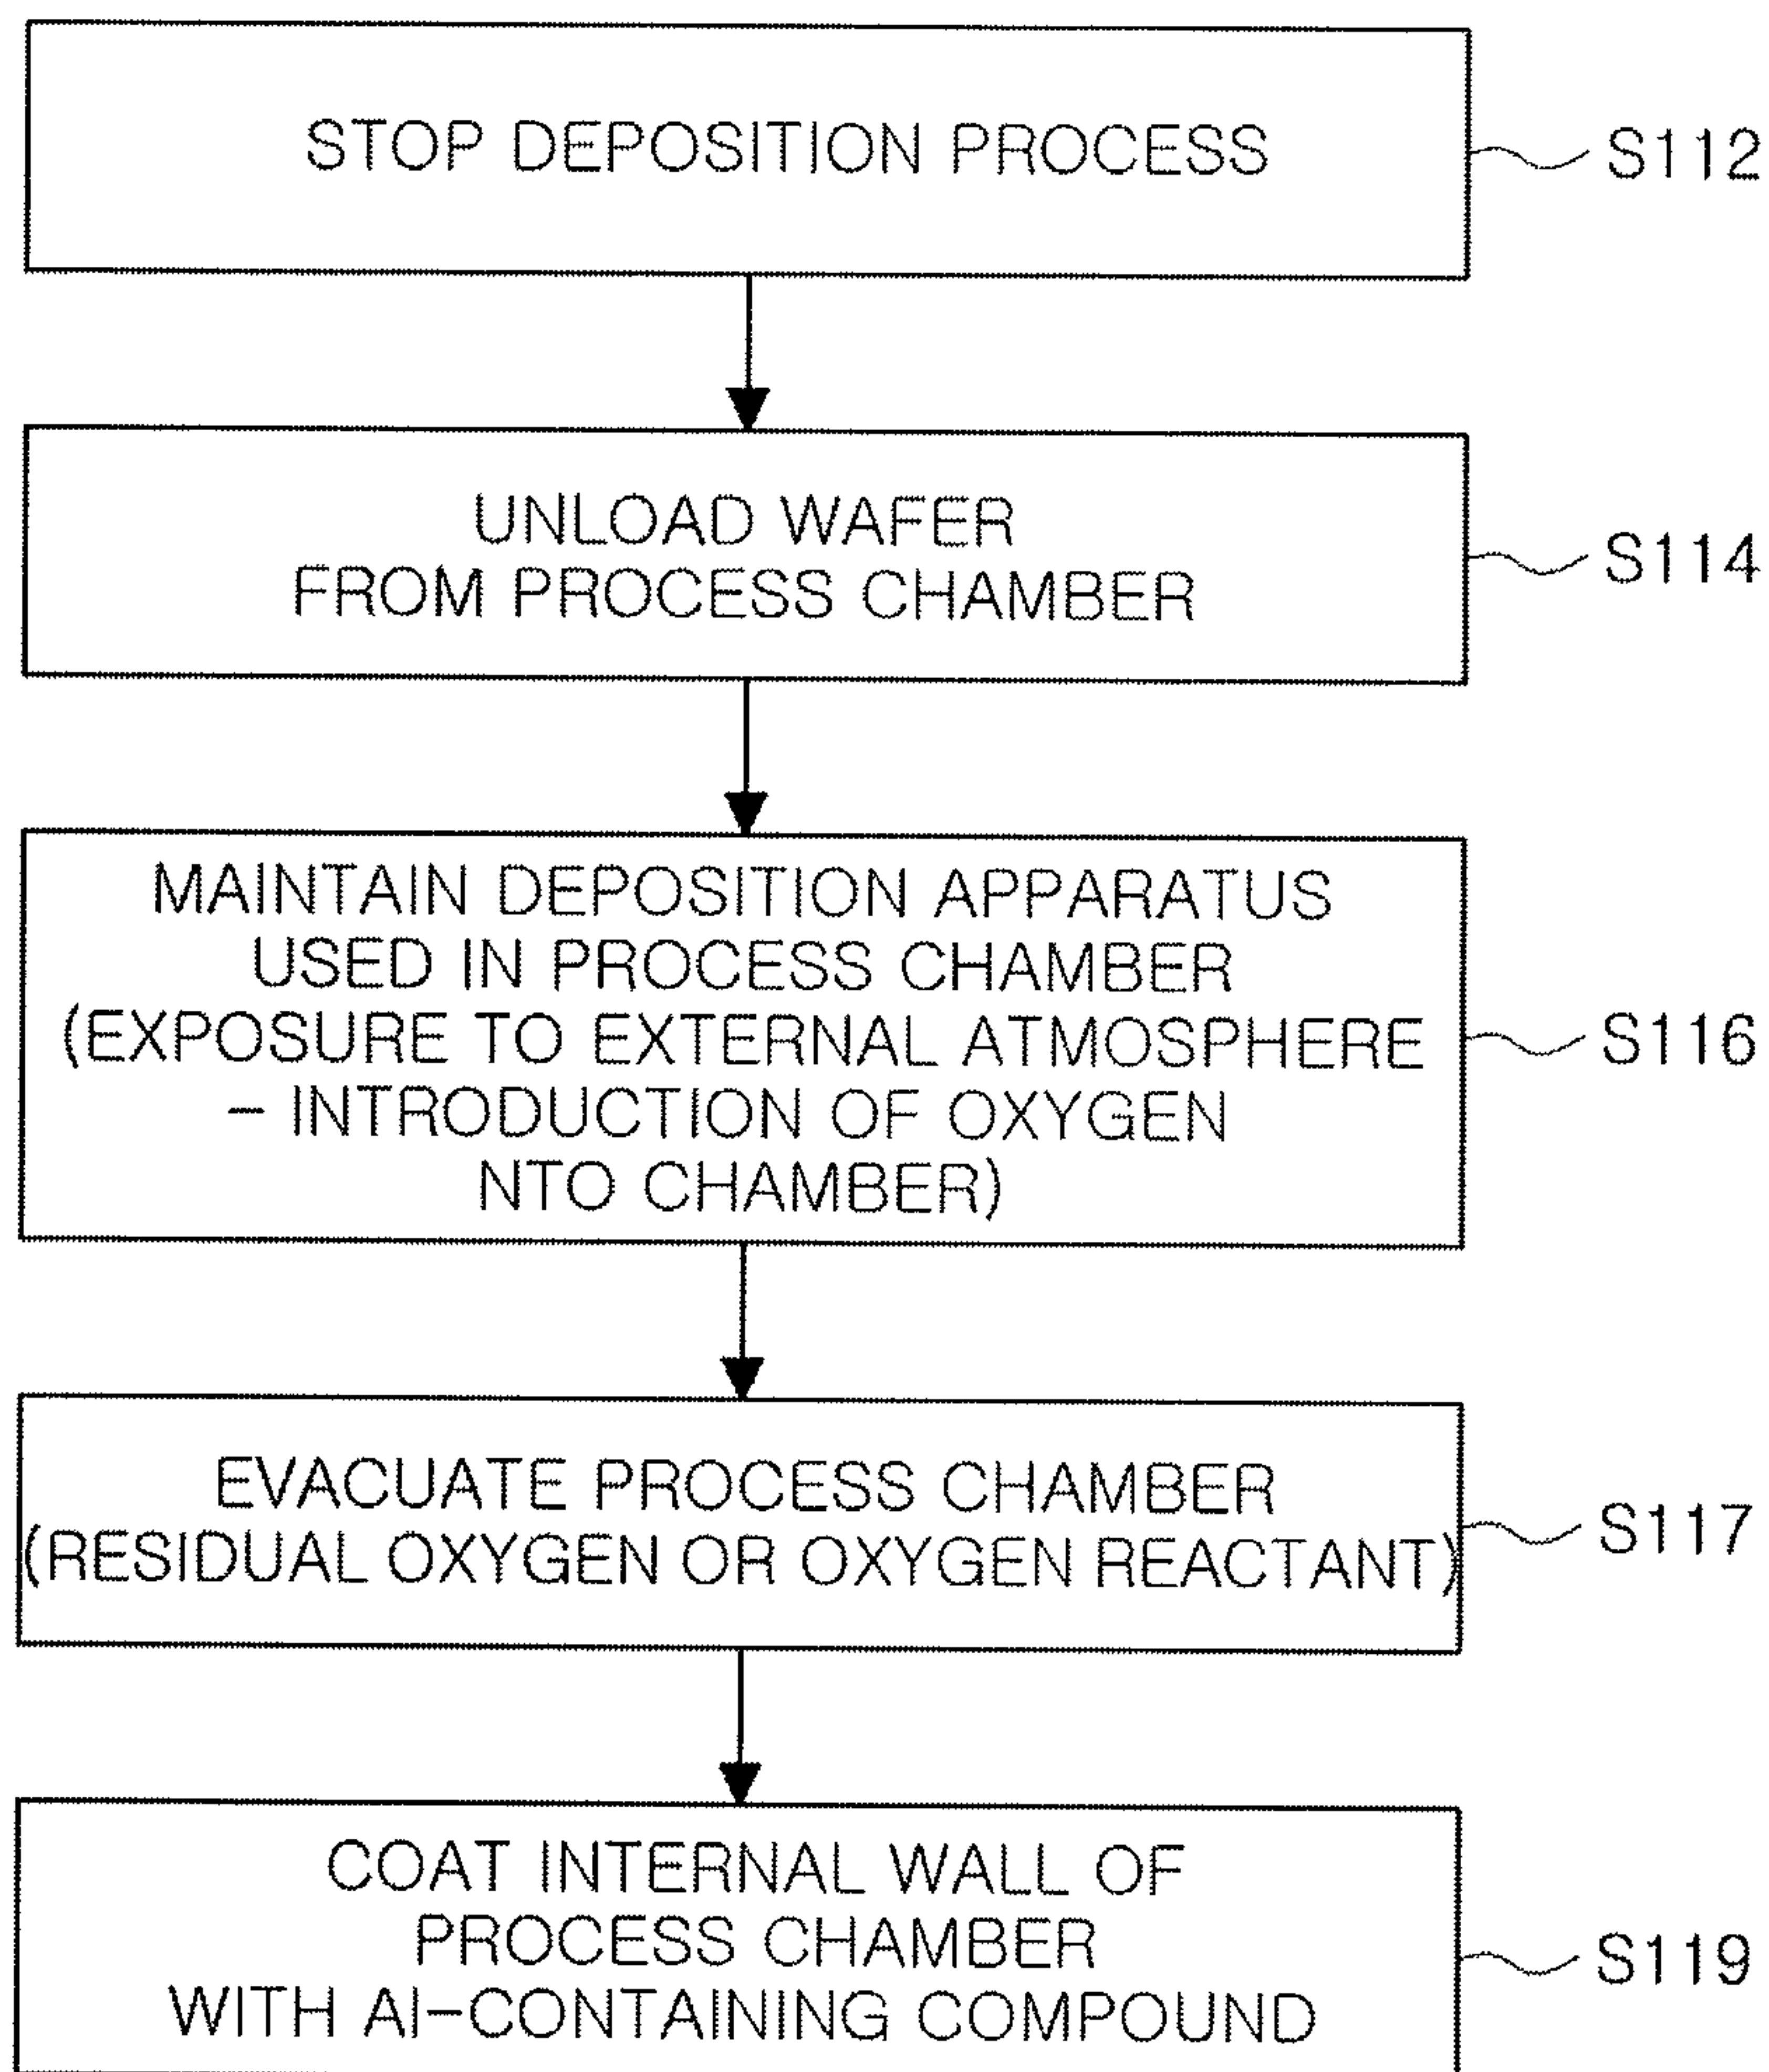 STOP DEPOSITION PROCESS
S112
UNLOAD WAFER
FROM PROCESS CHAMBER
S114
MAINTAIN DEPOSITION APPARATUS
USED IN PROCESS CHAMBER
(EXPOSURE TO EXTERNAL ATMOSPHERE
- INTRODUCTION OF OXYGEN
NTO CHAMBER)
S116
EVACUATE PROCESS CHAMBER
(RESIDUAL OXYGEN OR OXYGEN REACTANT)
S117
COAT INTERNAL WALL OF
PROCESS CHAMBER
WITH Al-CONTAINING COMPOUND
S119